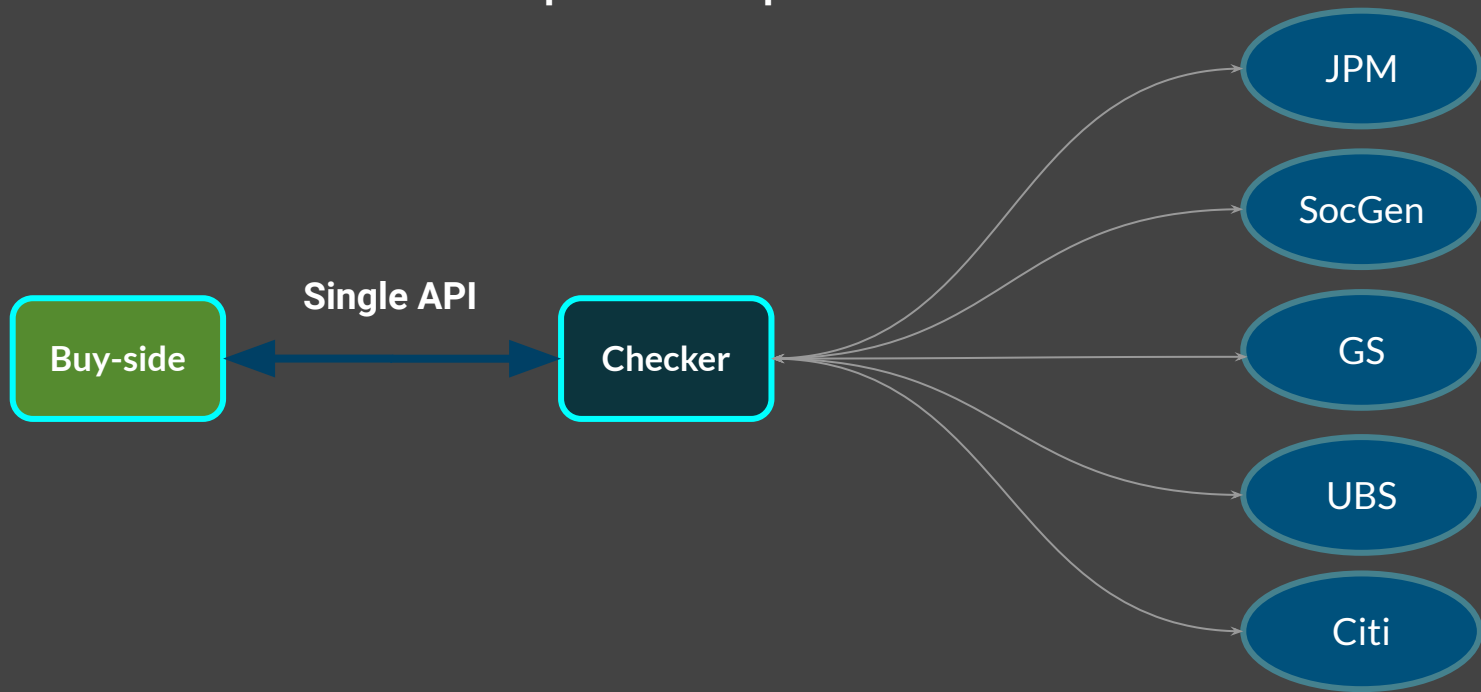 JPM
SocGen
Single API
Buy-side
Checker
GS
UBS
Citi